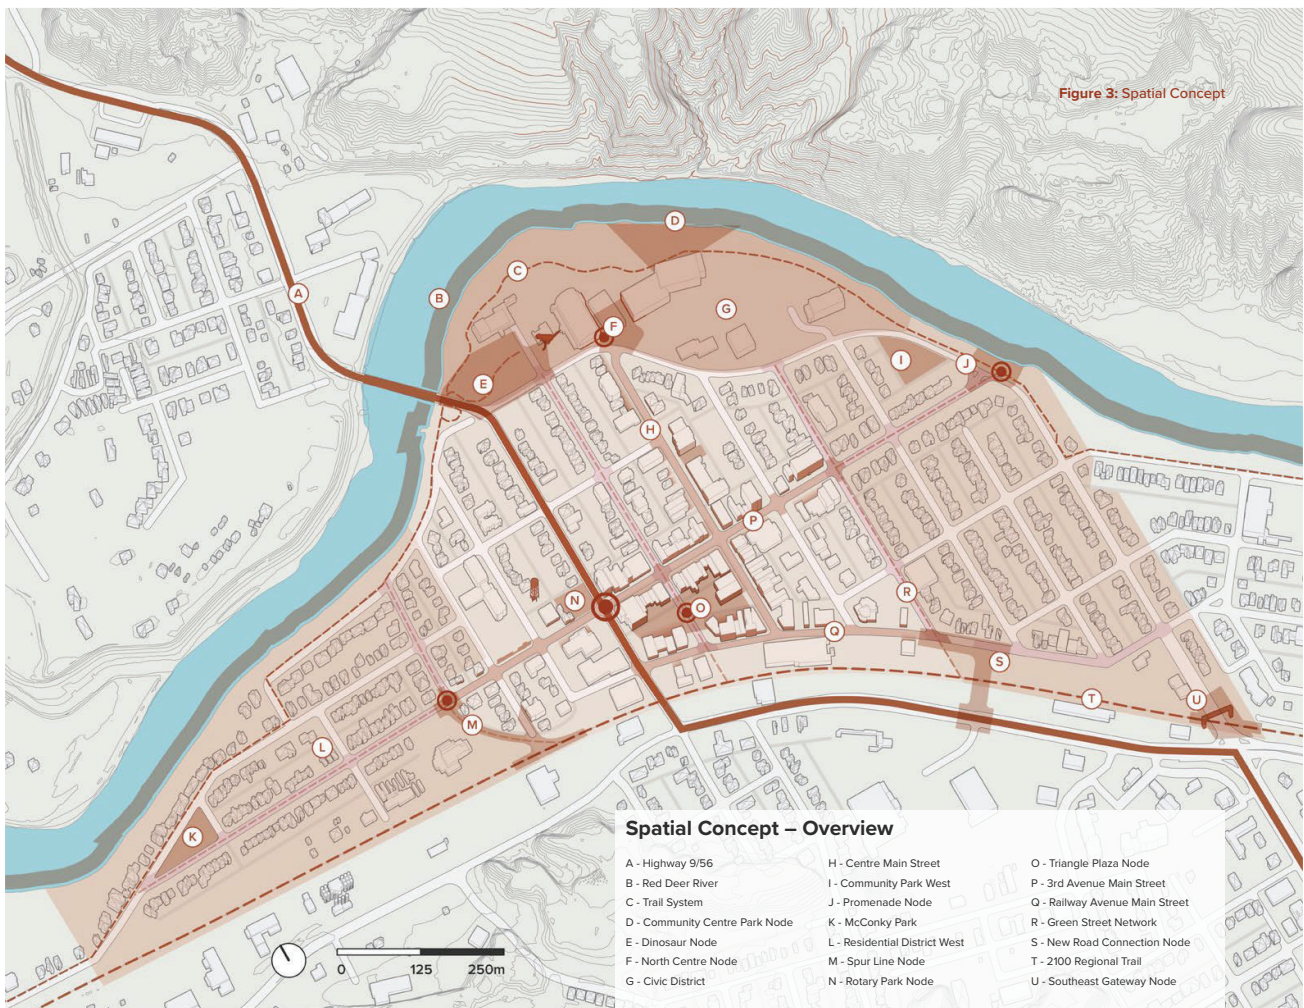 Figure 3: Spatial Concept
D
C
B
A
G
F
I
J
E
H
P
R
N
O
Q
S
T
U
M
L
K
0 125 250m
Spatial Concept – Overview
A - Highway 9/56
B - Red Deer River
C - Trail System
D - Community Centre Park Node
E - Dinosaur Node
F - North Centre Node
G - Civic District
H - Centre Main Street
I - Community Park West
J - Promenade Node
K - McConky Park
L - Residential District West
M - Spur Line Node
N - Rotary Park Node
O - Triangle Plaza Node
P - 3rd Avenue Main Street
Q - Railway Avenue Main Street
R - Green Street Network
S - New Road Connection Node
T - 2100 Regional Trail
U - Southeast Gateway Node